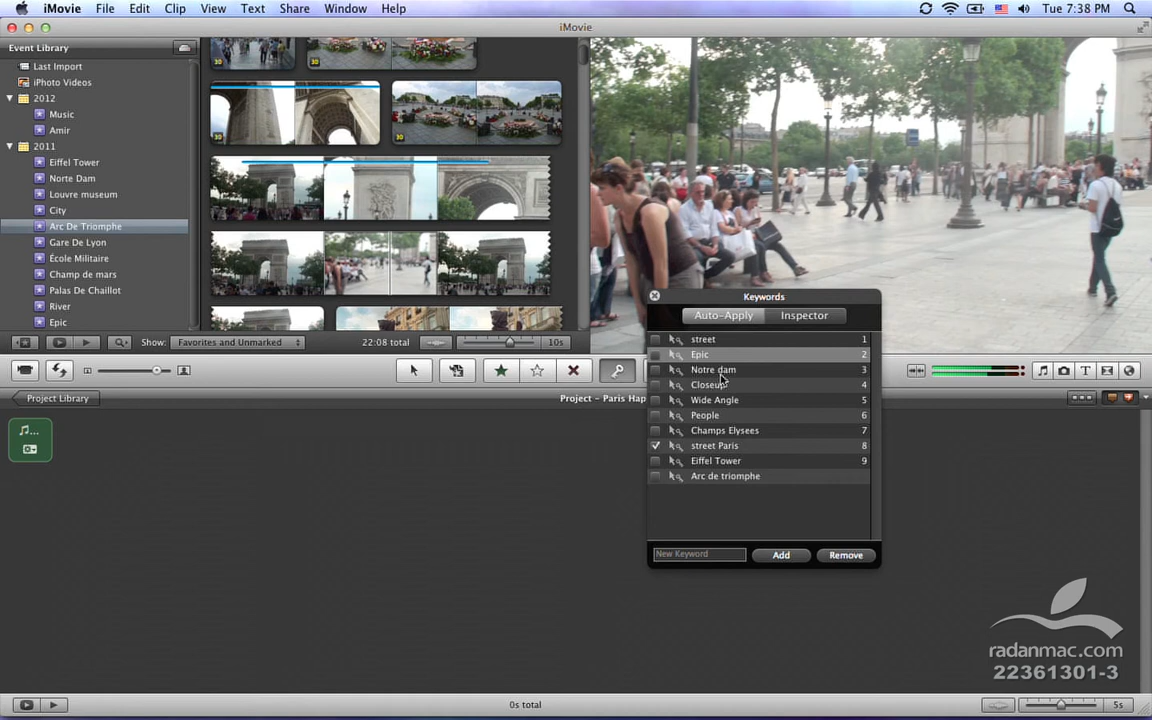 iMovie File Edit Clip View Text Share Window Help Tue 7:38 PM
iMovie
Event Library
Last Import
iPhoto Videos
2012
Music
Amir
2011
Eiffel Tower
Norte Dam
Louvre museum
City
Arc De Triomphe
Gare De Lyon
École Militaire
Champ de mars
Palas De Chaillot
River
Epic
Show: Favorites and Unmarked 22:08 total 10s
Keywords
Auto-Apply Inspector
street 1
Epic 2
Notre dam 3
Closeup 4
Wide Angle 5
People 6
Champs Elysees 7
street Paris 8
Eiffel Tower 9
Arc de triomphe
New Keyword Add Remove
Project Library
Project - Paris Hap
0s total 5s
radanmac.com
22361301-3